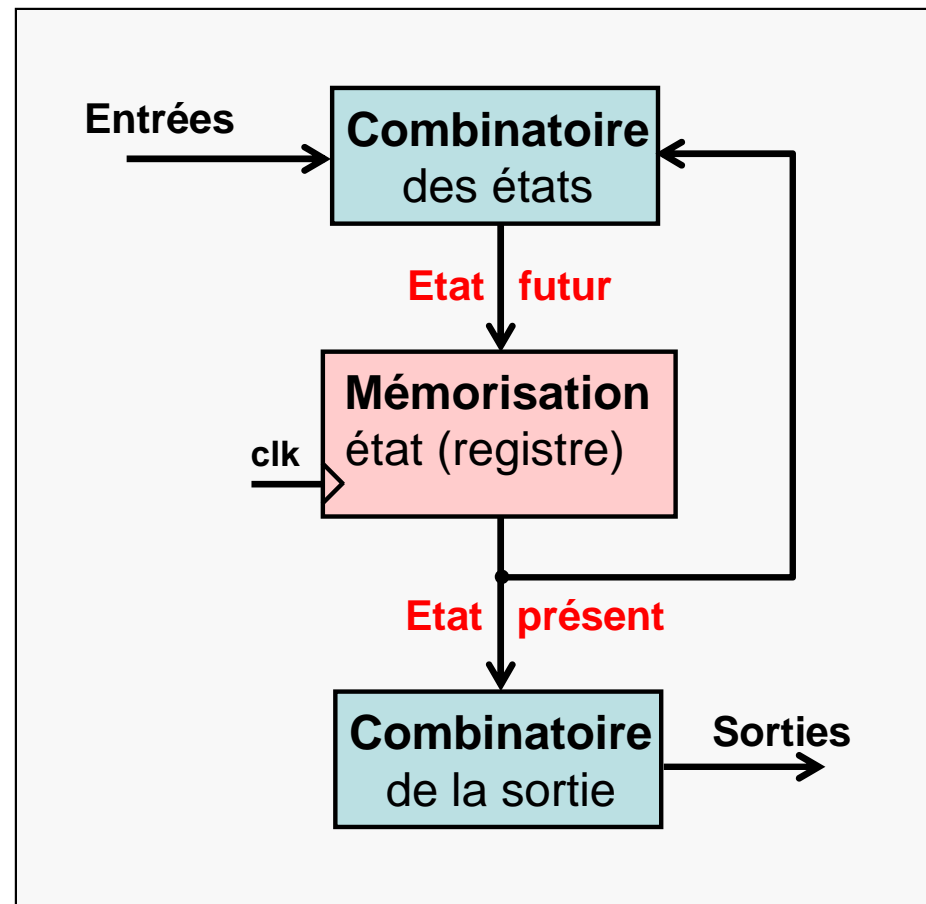 Entrées
Combinatoire
des états
Etat futur
Mémorisation
état (registre)
clk
Etat présent
Combinatoire
de la sortie
Sorties